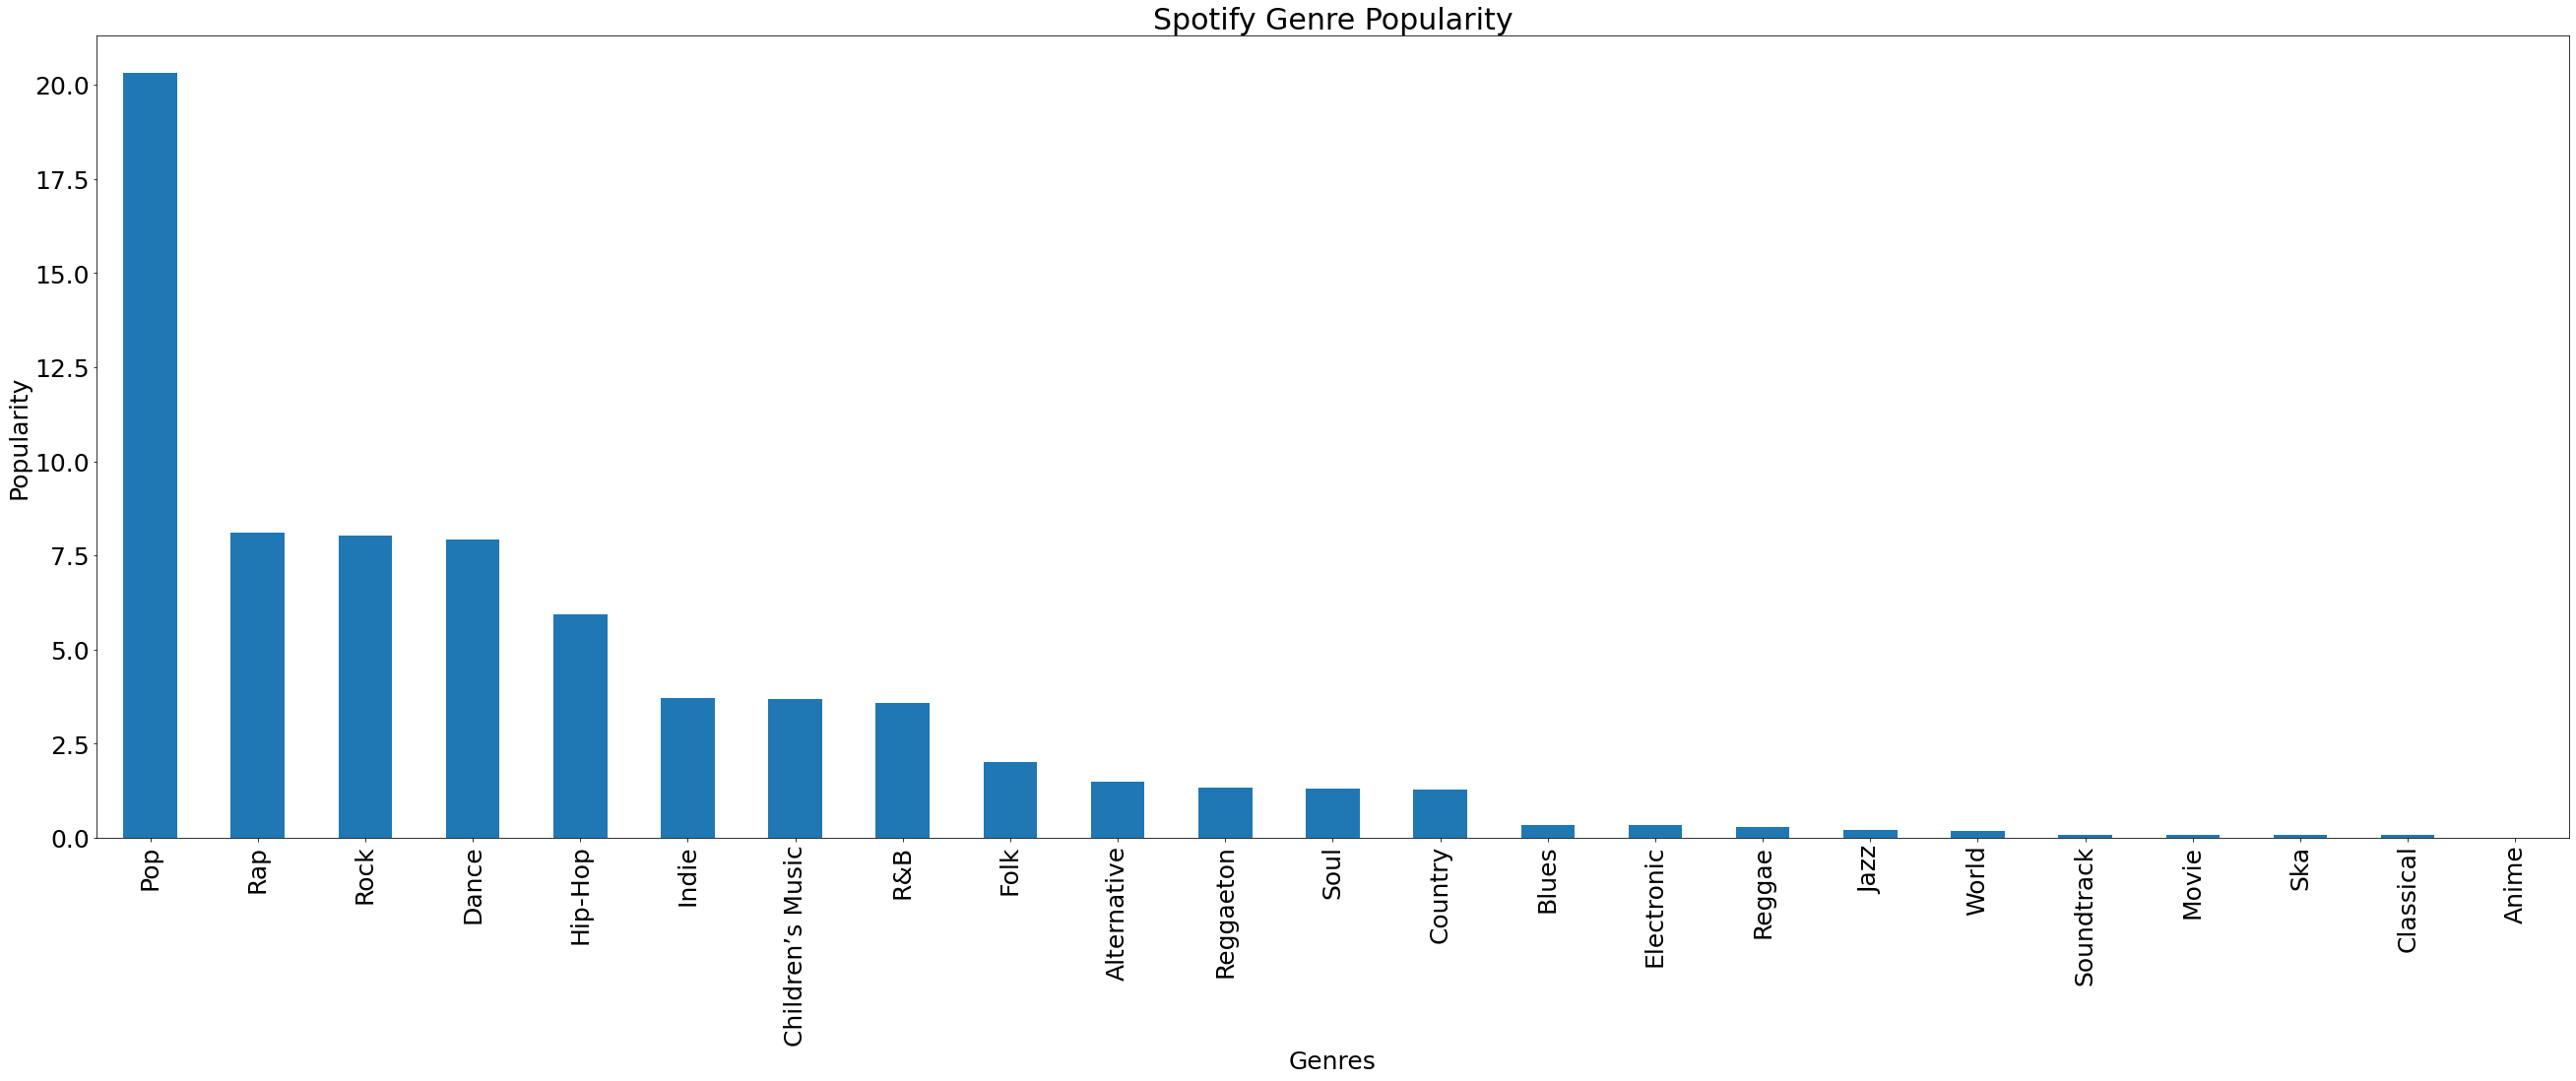 Spotify Genre Popularity
20.0
17.5
15.0
12.5
10.0
7.5
5.0
2.5
0.0
Popularity
Pop
Rap
Rock
Dance
Hip-Hop
Indie
Children’s Music
R&B
Folk
Alternative
Reggaeton
Soul
Country
Blues
Electronic
Reggae
Jazz
World
Soundtrack
Movie
Ska
Classical
Anime
Genres